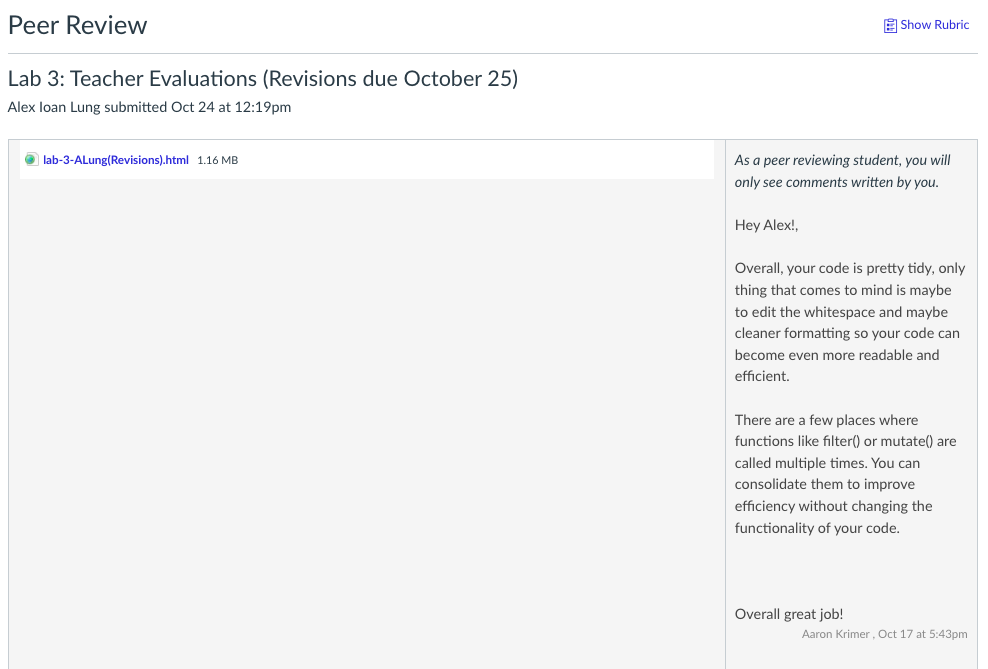 Peer Review
Show Rubric
Lab 3: Teacher Evaluations (Revisions due October 25)
Alex Ioan Lung submitted Oct 24 at 12:19pm
lab-3-ALung(Revisions).html 1.16 MB
As a peer reviewing student, you will
only see comments written by you.
Hey Alex!,
Overall, your code is pretty tidy, only
thing that comes to mind is maybe
to edit the whitespace and maybe
cleaner formatting so your code can
become even more readable and
efficient.
There are a few places where
functions like filter() or mutate() are
called multiple times. You can
consolidate them to improve
efficiency without changing the
functionality of your code.
Overall great job!
Aaron Krimer , Oct 17 at 5:43pm